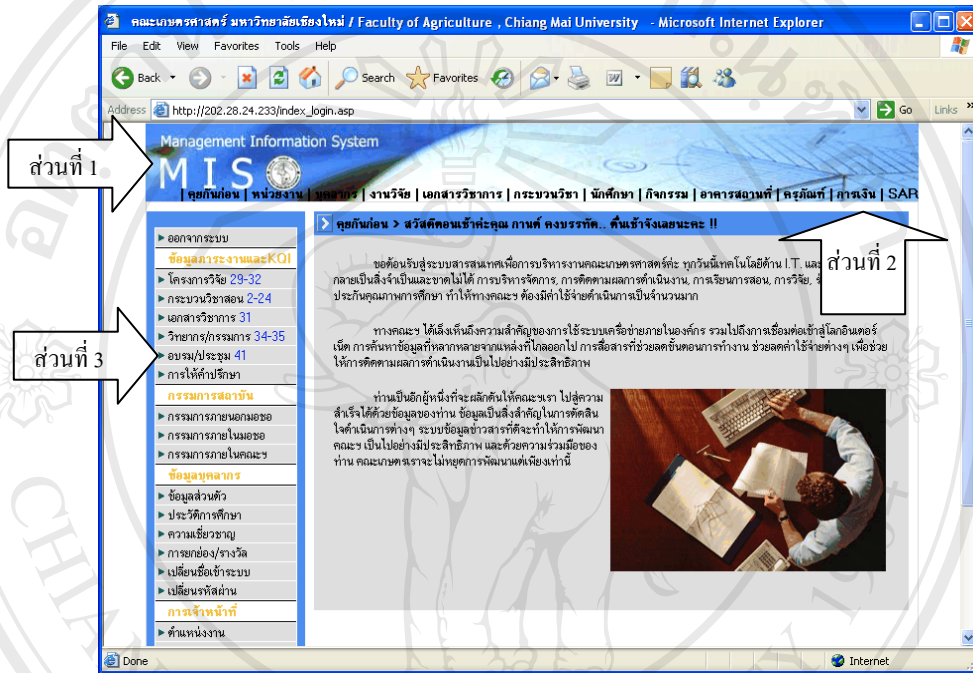 คณะเกษตรศาสตร์ มหาวิทยาลัยเชียงใหม่ / Faculty of Agriculture , Chiang Mai University - Microsoft Internet Explorer
File Edit View Favorites Tools Help
Back Search Favorites
Address http://202.28.24.233/index_login.asp Go Links »
Management Information System
MIS
| คุยกันก่อน | หน่วยงาน | บุคลากร | งานวิจัย | เอกสารวิชาการ | กระบวนวิชา | นักศึกษา | กิจกรรม | อาคารสถานที่ | ครุภัณฑ์ | การเงิน | SAR
ส่วนที่ 1
ส่วนที่ 2
ส่วนที่ 3
คุยกันก่อน > สวัสดีตอนเช้าค่ะคุณ กานต์ คงบรรทัด.. ตื่นเช้าจังเลยนะคะ !!
ออกจากระบบ
ข้อมูลภาระงานและKQI
โครงการวิจัย 29-32
กระบวนวิชาสอน 2-24
เอกสารวิชาการ 31
วิทยากร/กรรมการ 34-35
อบรม/ประชุม 41
การให้คำปรึกษา
กรรมการสถาบัน
กรรมการภายนอกมอชอ
กรรมการภายในมอชอ
กรรมการภายในคณะฯ
ข้อมูลบุคลากร
ข้อมูลส่วนตัว
ประวัติการศึกษา
ความเชี่ยวชาญ
การยกย่อง/รางวัล
เปลี่ยนชื่อเข้าระบบ
เปลี่ยนรหัสผ่าน
การเจ้าหน้าที่
ตำแหน่งงาน
ขอต้อนรับสู่ระบบสารสนเทศเพื่อการบริหารงานคณะเกษตรศาสตร์ค่ะ ทุกวันนี้เทคโนโลยีด้าน I.T. และ
กลายเป็นสิ่งจำเป็นและขาดไม่ได้ การบริหารจัดการ, การติดตามผลการดำเนินงาน, การเรียนการสอน, การวิจัย,
ประกันคุณภาพการศึกษา ทำให้ทางคณะฯ ต้องมีค่าใช้จ่ายดำเนินการเป็นจำนวนมาก
ทางคณะฯ ได้เล็งเห็นถึงความสำคัญของการใช้ระบบเครือข่ายภายในองค์กร รวมไปถึงการเชื่อมต่อเข้าสู่โลกอินเตอร์
เน็ต การค้นหาข้อมูลที่หลากหลายจากแหล่งที่ไกลออกไป การสื่อสารที่ช่วยลดขั้นตอนการทำงาน ช่วยลดค่าใช้จ่ายต่างๆ เพื่อช่วย
ให้การติดตามผลการดำเนินงานเป็นไปอย่างมีประสิทธิภาพ
ท่านเป็นอีกผู้หนึ่งที่จะผลักดันให้คณะฯเรา ไปสู่ความ
สำเร็จได้ด้วยข้อมูลของท่าน ข้อมูลเป็นสิ่งสำคัญในการตัดสิน
ใจดำเนินการต่างๆ ระบบข้อมูลข่าวสารที่ดีจะทำให้การพัฒนา
คณะฯ เป็นไปอย่างมีประสิทธิภาพ และด้วยความร่วมมือของ
ท่าน คณะเกษตรเราจะไม่หยุดการพัฒนาแต่เพียงเท่านี้
Done Internet